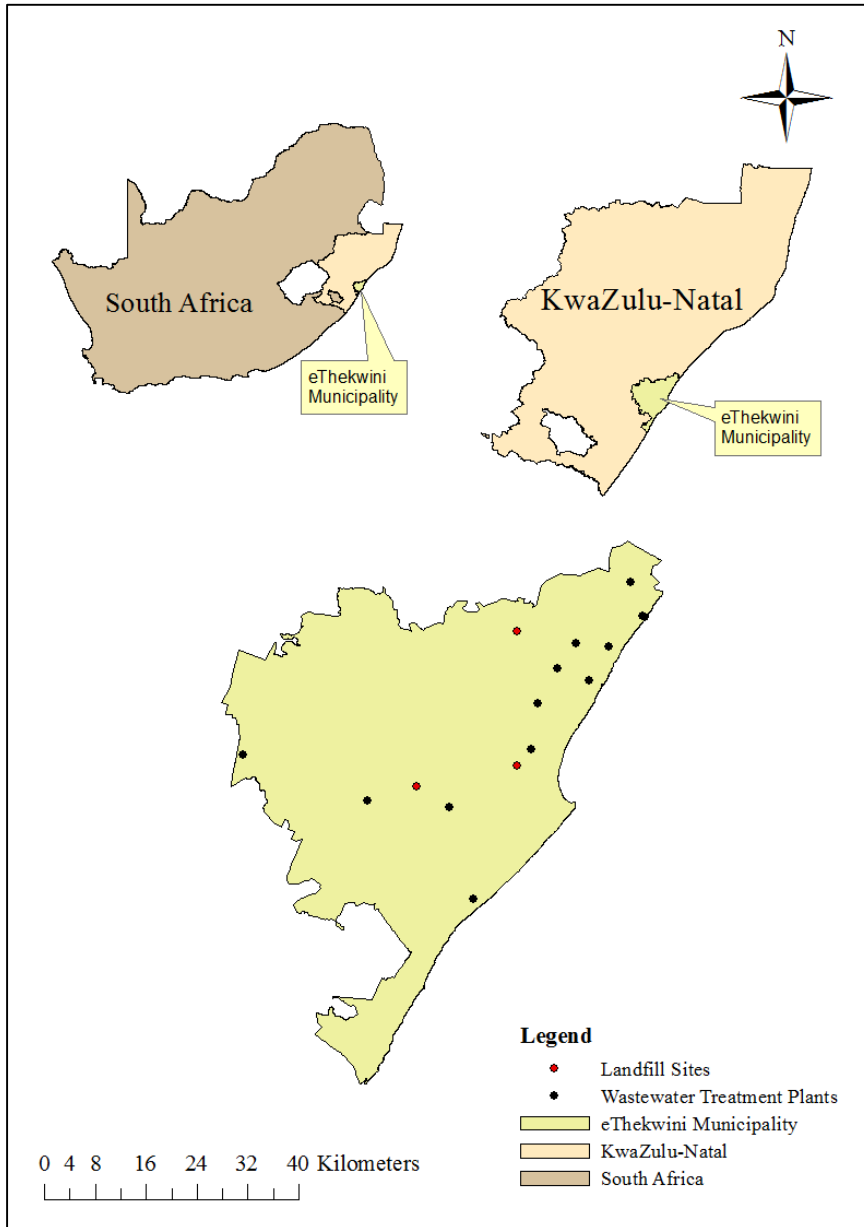 N
South Africa
KwaZulu-Natal
eThekwini
Municipality
eThekwini
Municipality
Legend
Landfill Sites
Wastewater Treatment Plants
eThekwini Municipality
KwaZulu-Natal
South Africa
0 4 8 16 24 32 40 Kilometers